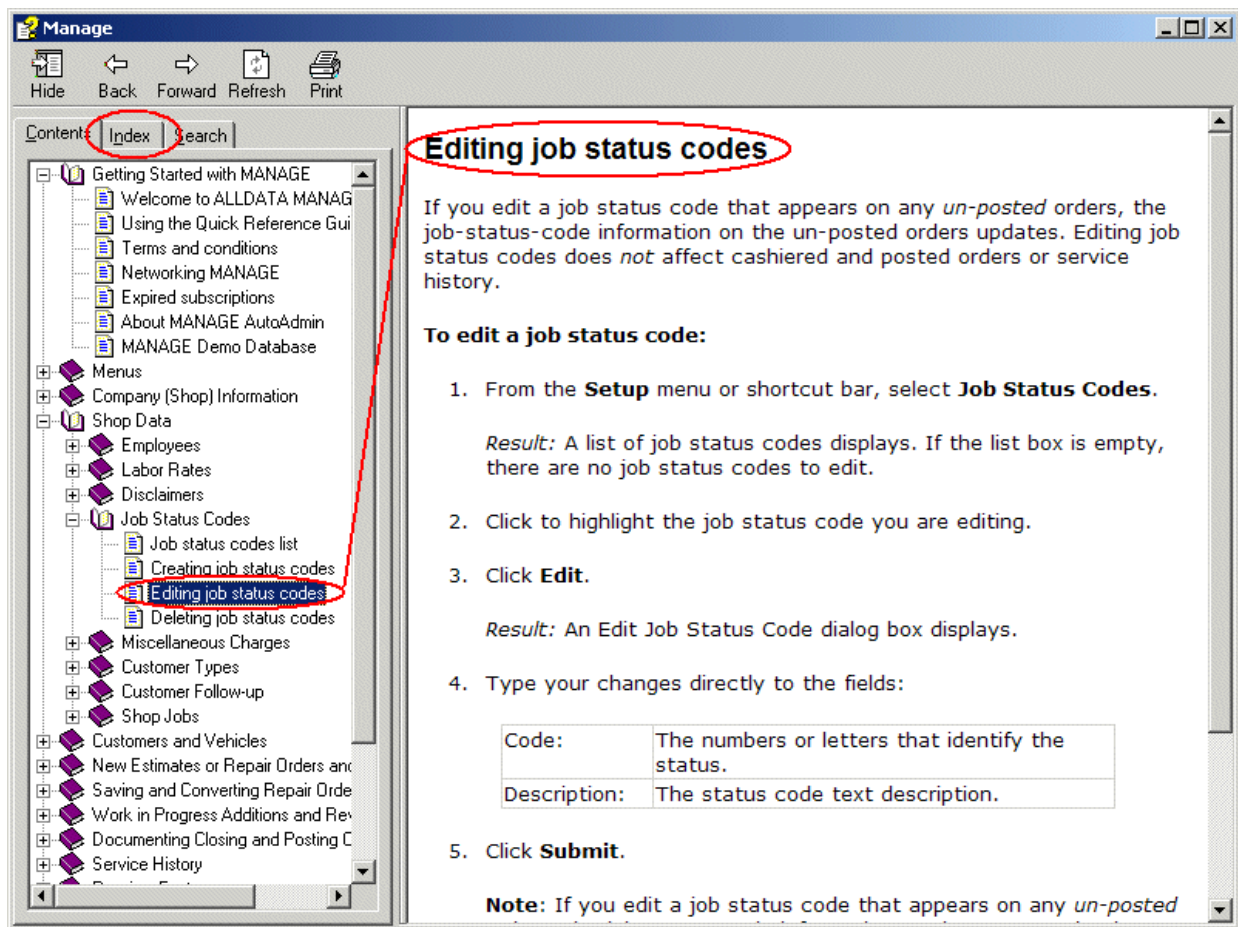 Manage
Hide Back Forward Refresh Print
Contents Index Search
Getting Started with MANAGE
Welcome to ALLDATA MANAG
Using the Quick Reference Gui
Terms and conditions
Networking MANAGE
Expired subscriptions
About MANAGE AutoAdmin
MANAGE Demo Database
Menus
Company (Shop) Information
Shop Data
Employees
Labor Rates
Disclaimers
Job Status Codes
Job status codes list
Creating job status codes
Editing job status codes
Deleting job status codes
Miscellaneous Charges
Customer Types
Customer Follow-up
Shop Jobs
Customers and Vehicles
New Estimates or Repair Orders and
Saving and Converting Repair Orde
Work in Progress Additions and Rev
Documenting Closing and Posting C
Service History
Editing job status codes
If you edit a job status code that appears on any un-posted orders, the
job-status-code information on the un-posted orders updates. Editing job
status codes does not affect cashiered and posted orders or service
history.
To edit a job status code:
1. From the Setup menu or shortcut bar, select Job Status Codes.
Result: A list of job status codes displays. If the list box is empty,
there are no job status codes to edit.
2. Click to highlight the job status code you are editing.
3. Click Edit.
Result: An Edit Job Status Code dialog box displays.
4. Type your changes directly to the fields:
Code: The numbers or letters that identify the
status.
Description: The status code text description.
5. Click Submit.
Note: If you edit a job status code that appears on any un-posted